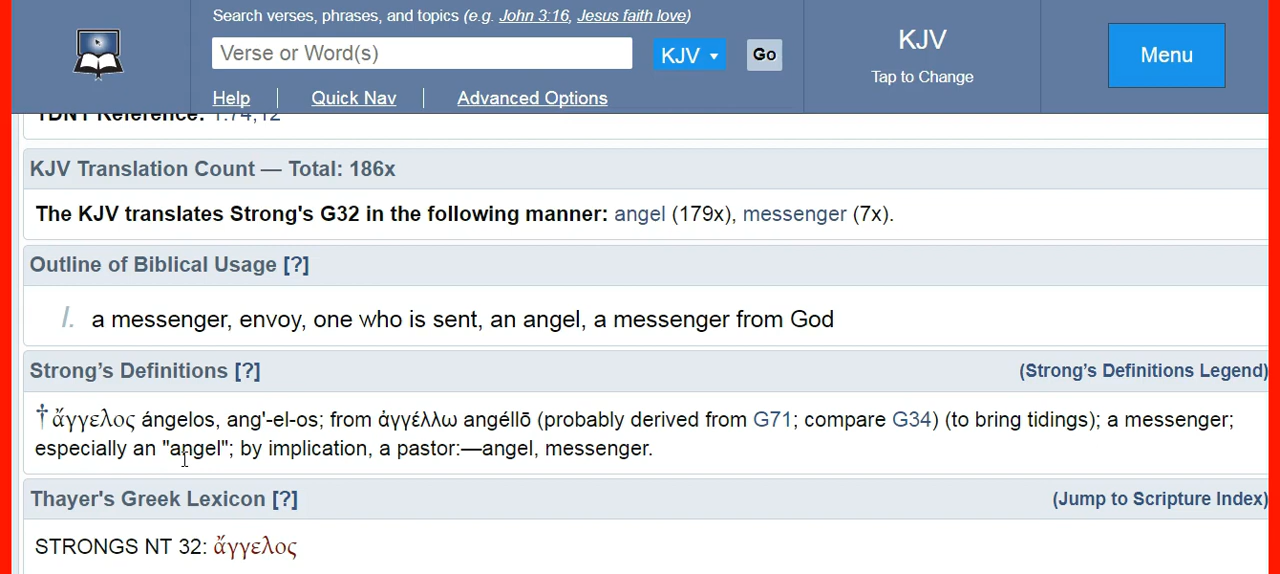 Search verses, phrases, and topics (e.g. John 3:16, Jesus faith love)
Verse or Word(s)
KJV
Go
Help
Quick Nav
Advanced Options
KJV
Tap to Change
Menu
TDNT Reference: 1:74,12
KJV Translation Count — Total: 186x
The KJV translates Strong's G32 in the following manner: angel (179x), messenger (7x).
Outline of Biblical Usage [?]
I. a messenger, envoy, one who is sent, an angel, a messenger from God
Strong’s Definitions [?]
(Strong’s Definitions Legend)
† ἄγγελος ángelos, ang'-el-os; from ἀγγέλλω angéllō (probably derived from G71; compare G34) (to bring tidings); a messenger;
especially an "angel"; by implication, a pastor:—angel, messenger.
Thayer's Greek Lexicon [?]
(Jump to Scripture Index)
STRONGS NT 32: ἄγγελος